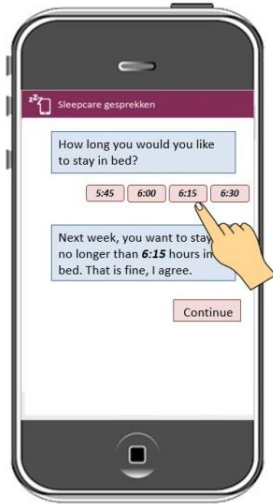 Sleepcare gesprekken
How long you would you like
to stay in bed?
5:45 6:00 6:15 6:30
Next week, you want to stay
no longer than 6:15 hours in
bed. That is fine, I agree.
Continue